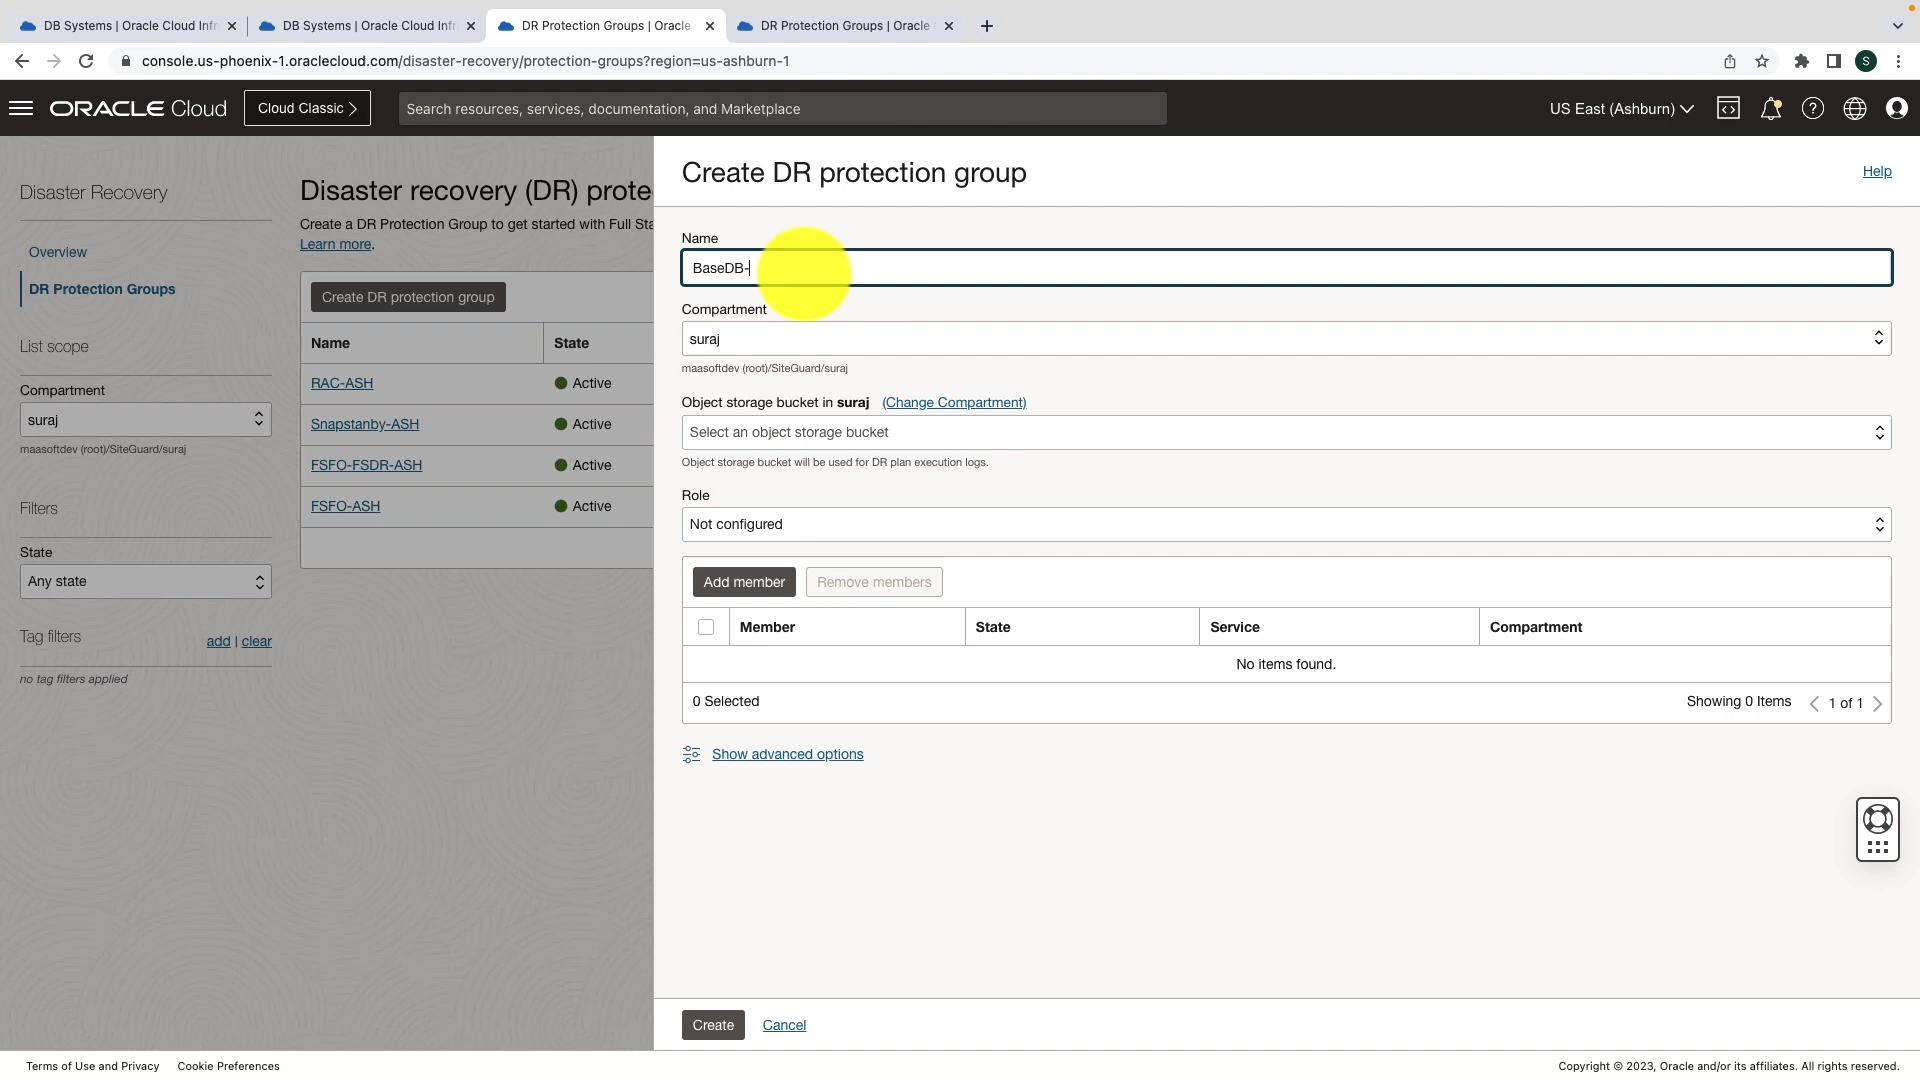 DB Systems | Oracle Cloud Infr
DB Systems | Oracle Cloud Infr
DR Protection Groups | Oracle
DR Protection Groups | Oracle
console.us-phoenix-1.oraclecloud.com/disaster-recovery/protection-groups?region=us-ashburn-1
S
ORACLE Cloud
Cloud Classic
Search resources, services, documentation, and Marketplace
US East (Ashburn)
Disaster Recovery
Overview
DR Protection Groups
List scope
Compartment
suraj
maasoftdev (root)/SiteGuard/suraj
Filters
State
Any state
Tag filters
add | clear
no tag filters applied
Disaster recovery (DR) prote
Create a DR Protection Group to get started with Full Sta
Learn more.
Create DR protection group
Name State
RAC-ASH Active
Snapstanby-ASH Active
FSFO-FSDR-ASH Active
FSFO-ASH Active
Create DR protection group
Help
Name
BaseDB-
Compartment
suraj
maasoftdev (root)/SiteGuard/suraj
Object storage bucket in suraj (Change Compartment)
Select an object storage bucket
Object storage bucket will be used for DR plan execution logs.
Role
Not configured
Add member Remove members
Member State Service Compartment
No items found.
0 Selected Showing 0 Items 1 of 1
Show advanced options
Create Cancel
Terms of Use and Privacy Cookie Preferences
Copyright © 2023, Oracle and/or its affiliates. All rights reserved.